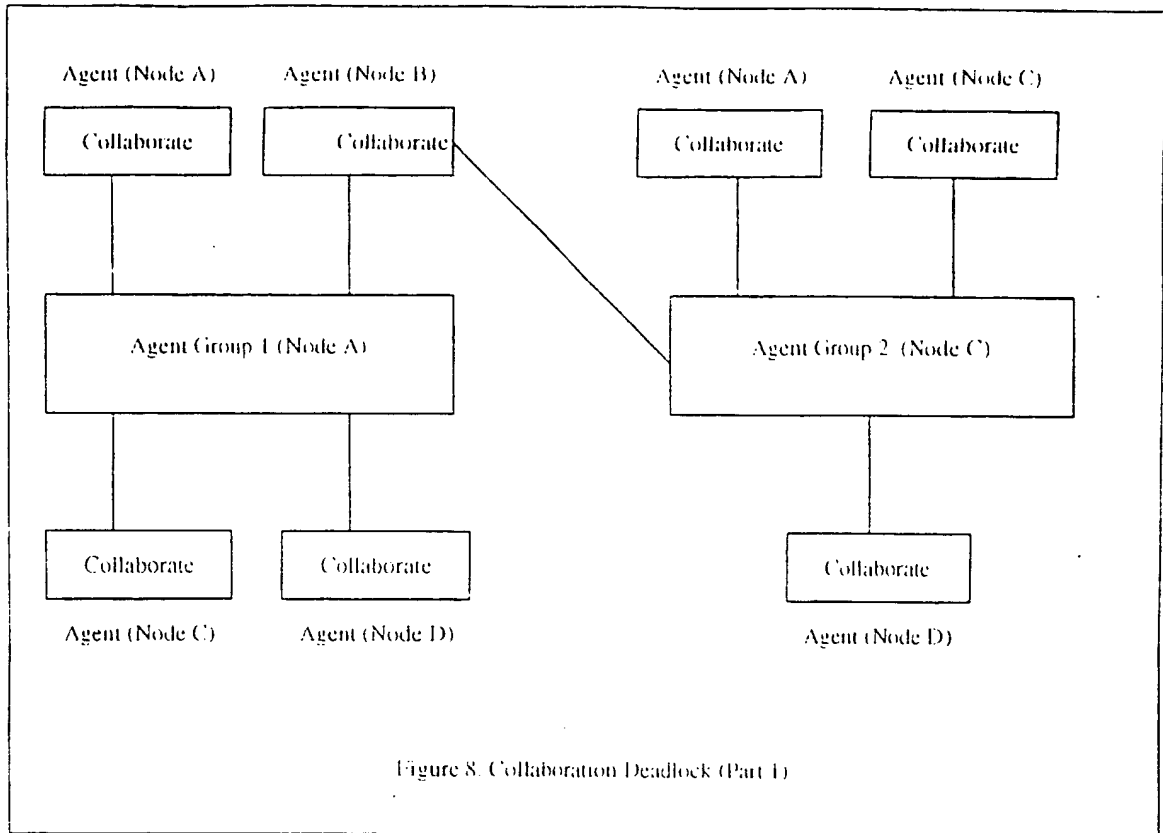 Agent (Node A) Agent (Node B) Agent (Node A) Agent (Node C)
Collaborate Collaborate Collaborate Collaborate
Agent Group 1 (Node A) Agent Group 2 (Node C)
Collaborate Collaborate Collaborate
Agent (Node C) Agent (Node D) Agent (Node D)
Figure 8. Collaboration Deadlock (Part 1)